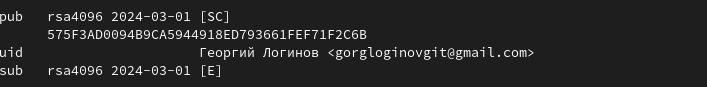 pub   rsa4096 2024-03-01 [SC]
      575F3AD0094B9CA5944918ED793661FEF71F2C6B
uid                      Георгий Логинов <gorgloginovgit@gmail.com>
sub   rsa4096 2024-03-01 [E]